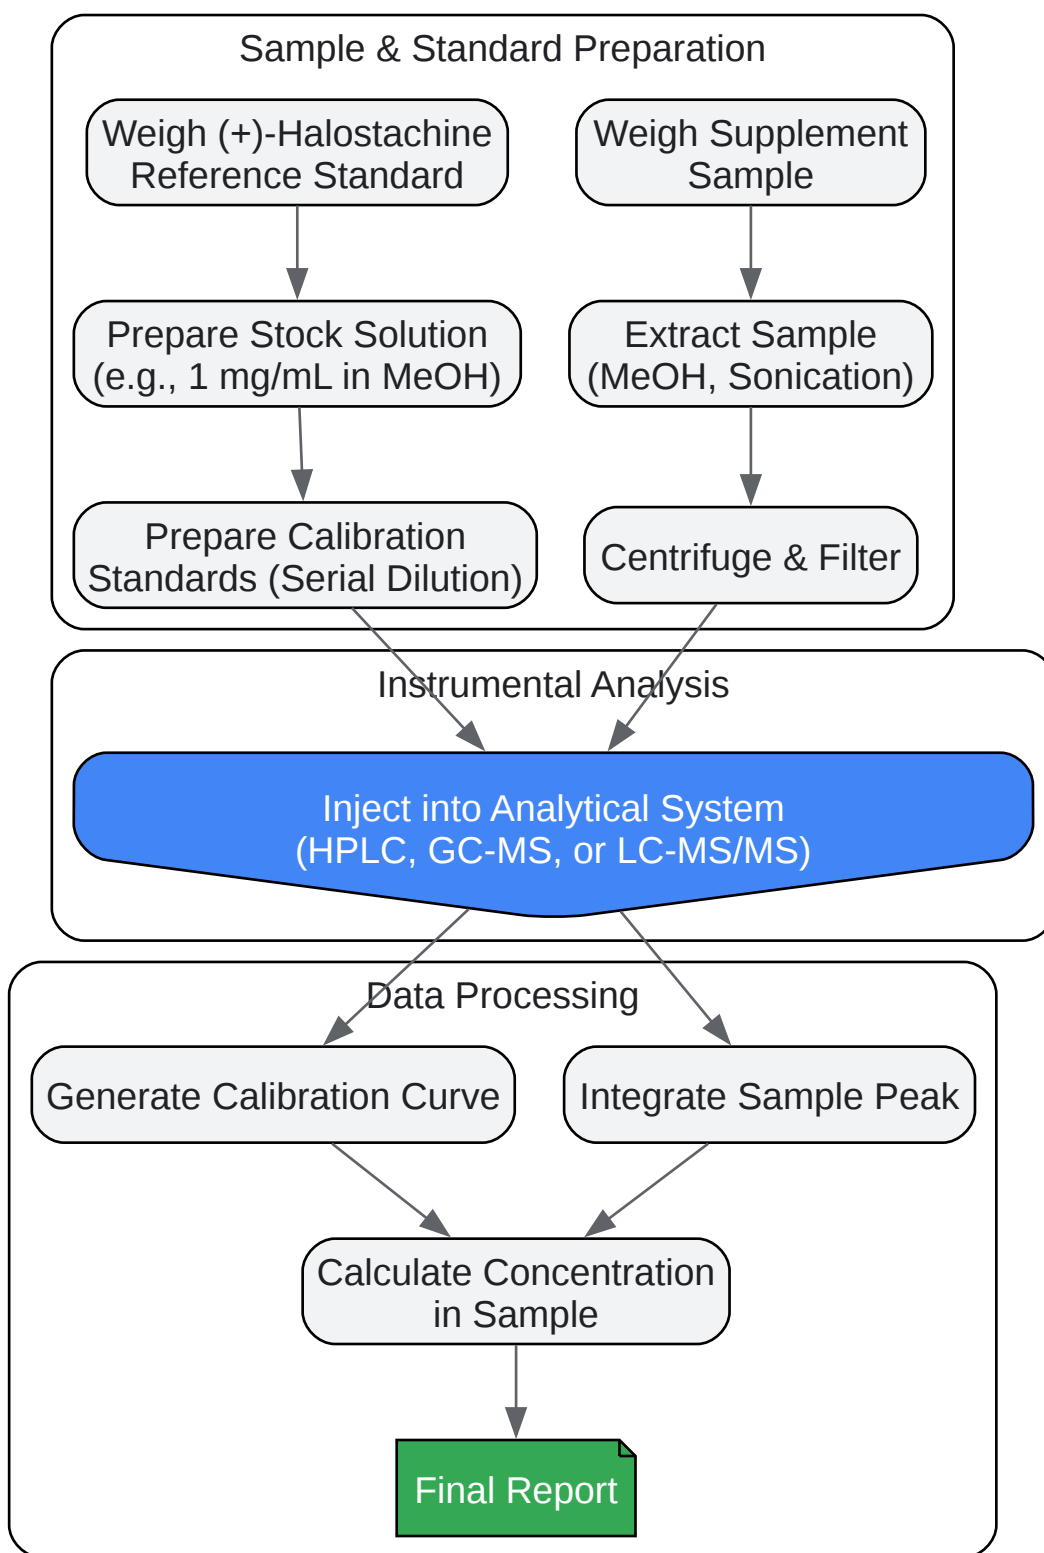 Sample & Standard Preparation
Weigh (+)-Halostachine
Reference Standard
Weigh Supplement
Sample
Prepare Stock Solution
(e.g., 1 mg/mL in MeOH)
Extract Sample
(MeOH, Sonication)
Prepare Calibration
Standards (Serial Dilution)
Centrifuge & Filter
Instrumental Analysis
Inject into Analytical System
(HPLC, GC-MS, or LC-MS/MS)
Data Processing
Generate Calibration Curve
Integrate Sample Peak
Calculate Concentration
in Sample
Final Report